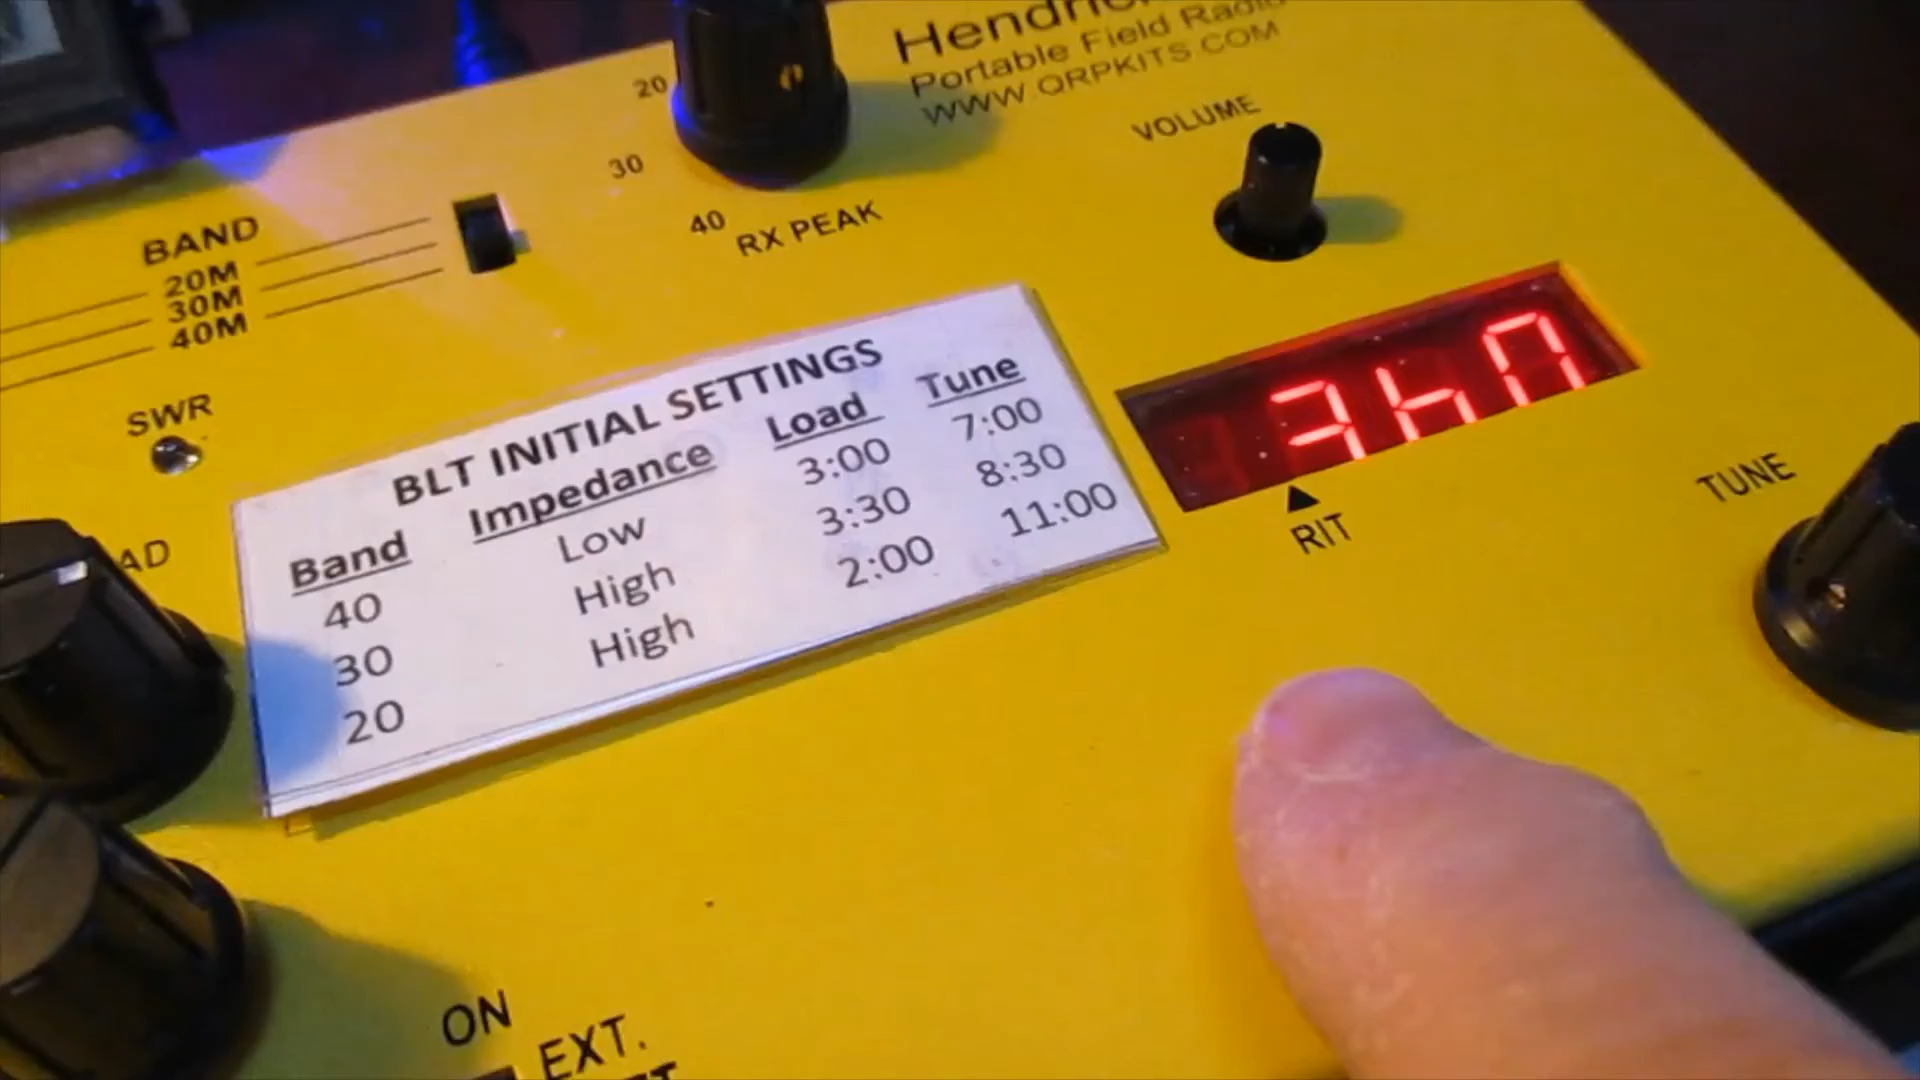 Portable Field Radio
WWW.QRPKITS.COM
VOLUME
20
30
40
RX PEAK
BAND
20M
30M
40M
SWR
BLT INITIAL SETTINGS
Band Impedance Load Tune
40 Low 3:00 7:00
30 High 3:30 8:30
20 High 2:00 11:00
RIT
TUNE
ON
EXT.